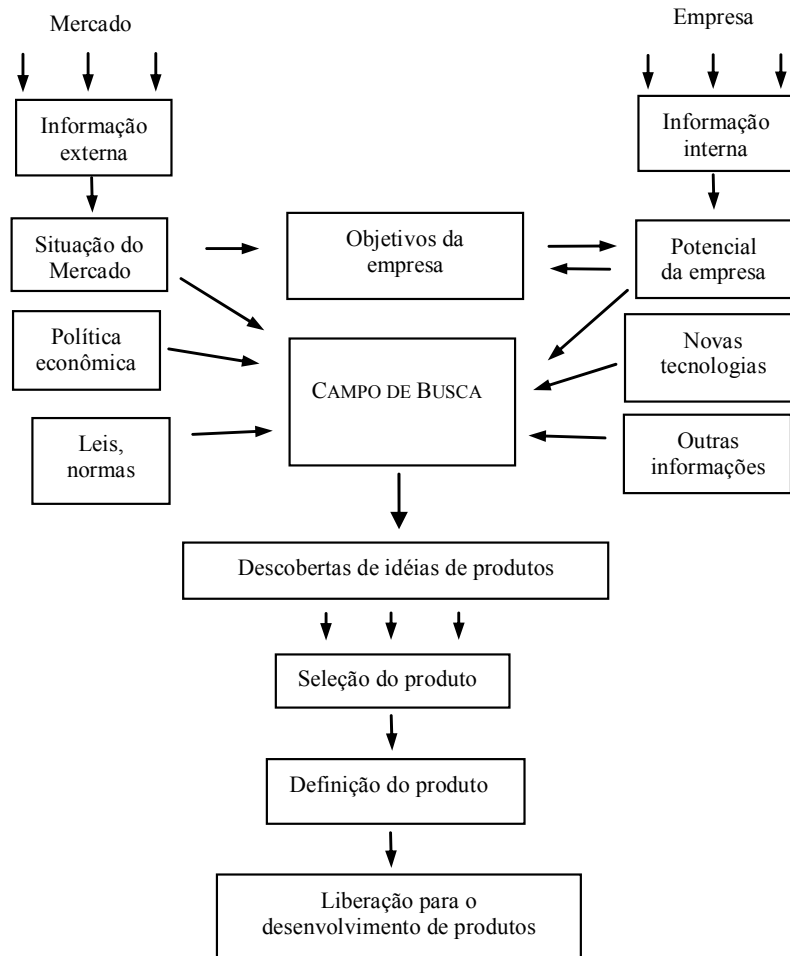 Mercado
Empresa
Informação
externa
Informação
interna
Situação do
Mercado
Objetivos da
empresa
Potencial
da empresa
Política
econômica
CAMPO DE BUSCA
Novas
tecnologias
Leis,
normas
Outras
informações
Descobertas de idéias de produtos
Seleção do produto
Definição do produto
Liberação para o
desenvolvimento de produtos